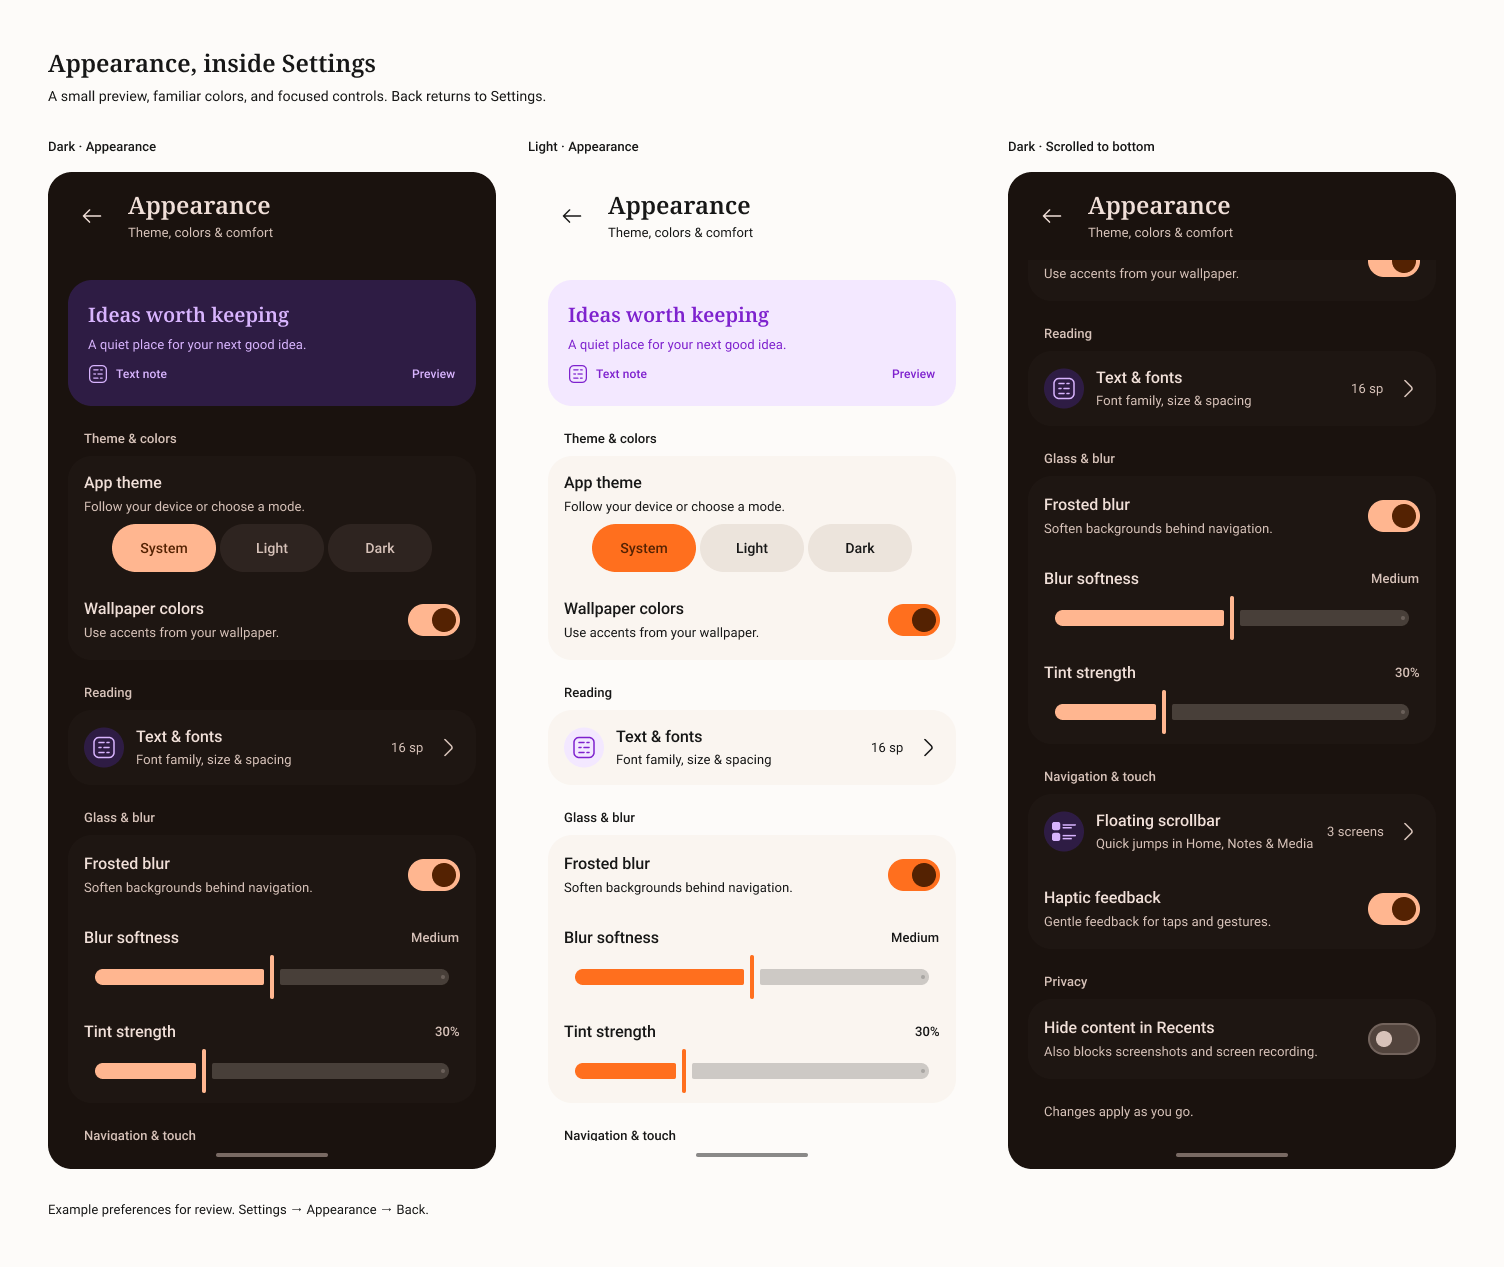 Appearance, inside Settings
A small preview, familiar colors, and focused controls. Back returns to Settings.
Dark · Appearance
Appearance
Theme, colors & comfort
Ideas worth keeping
A quiet place for your next good idea.
Text note
Preview
Theme & colors
App theme
Follow your device or choose a mode.
System
Light
Dark
Wallpaper colors
Use accents from your wallpaper.
Reading
Text & fonts
Font family, size & spacing
16 sp
Glass & blur
Frosted blur
Soften backgrounds behind navigation.
Blur softness
Medium
Tint strength
30%
Navigation & touch
Light · Appearance
Appearance
Theme, colors & comfort
Ideas worth keeping
A quiet place for your next good idea.
Text note
Preview
Theme & colors
App theme
Follow your device or choose a mode.
System
Light
Dark
Wallpaper colors
Use accents from your wallpaper.
Reading
Text & fonts
Font family, size & spacing
16 sp
Glass & blur
Frosted blur
Soften backgrounds behind navigation.
Blur softness
Medium
Tint strength
30%
Navigation & touch
Dark · Scrolled to bottom
Appearance
Theme, colors & comfort
Use accents from your wallpaper.
Reading
Text & fonts
Font family, size & spacing
16 sp
Glass & blur
Frosted blur
Soften backgrounds behind navigation.
Blur softness
Medium
Tint strength
30%
Navigation & touch
Floating scrollbar
Quick jumps in Home, Notes & Media
3 screens
Haptic feedback
Gentle feedback for taps and gestures.
Privacy
Hide content in Recents
Also blocks screenshots and screen recording.
Changes apply as you go.
Example preferences for review. Settings → Appearance → Back.